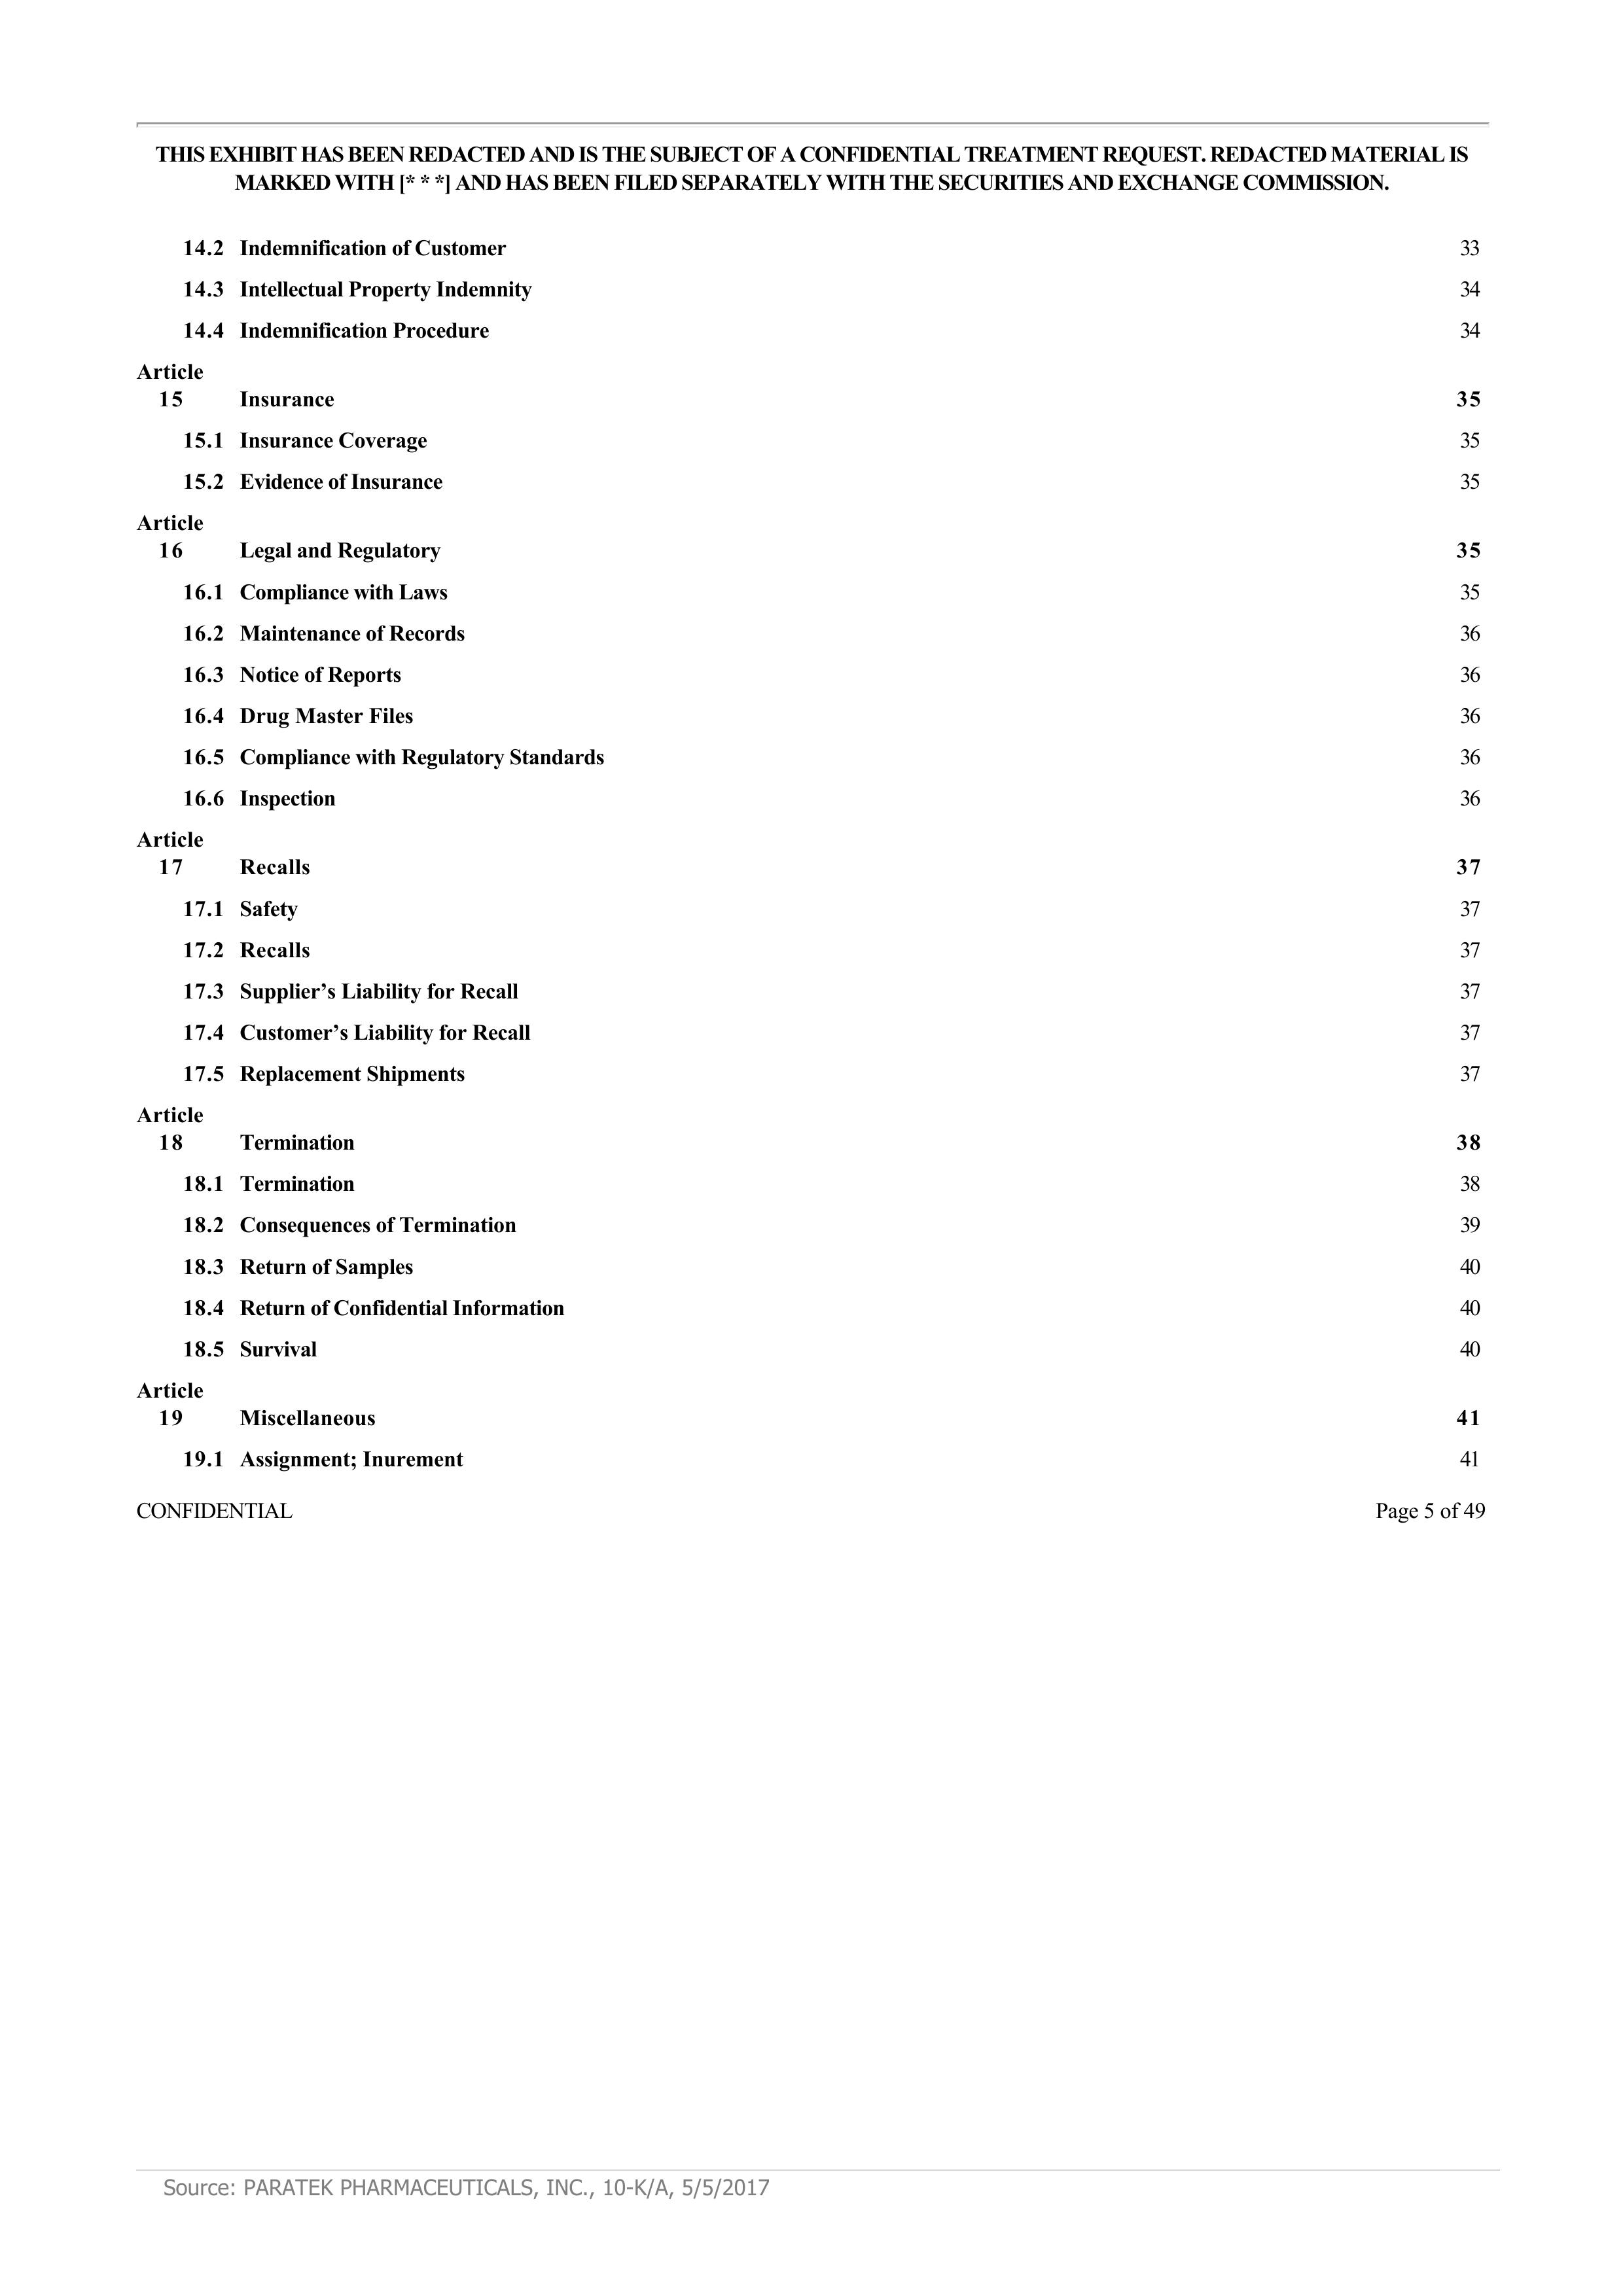 THIS EXHIBIT HAS BEEN REDACTED AND IS THE SUBJECT OF A CONFIDENTIAL TREATMENT REQUEST. REDACTED MATERIAL IS
MARKED WITH [* * *] AND HAS BEEN FILED SEPARATELY WITH THE SECURITIES AND EXCHANGE COMMISSION.
14.2 Indemnification of Customer 33
14.3 Intellectual Property Indemnity 34
14.4 Indemnification Procedure 34
Article
15 Insurance 35
15.1 Insurance Coverage 35
15.2 Evidence of Insurance 35
Article
16 Legal and Regulatory 35
16.1 Compliance with Laws 35
16.2 Maintenance of Records 36
16.3 Notice of Reports 36
16.4 Drug Master Files 36
16.5 Compliance with Regulatory Standards 36
16.6 Inspection 36
Article
17 Recalls 37
17.1 Safety 37
17.2 Recalls 37
17.3 Supplier’s Liability for Recall 37
17.4 Customer’s Liability for Recall 37
17.5 Replacement Shipments 37
Article
18 Termination 38
18.1 Termination 38
18.2 Consequences of Termination 39
18.3 Return of Samples 40
18.4 Return of Confidential Information 40
18.5 Survival 40
Article
19 Miscellaneous 41
19.1 Assignment; Inurement 41
CONFIDENTIAL Page 5 of 49
Source: PARATEK PHARMACEUTICALS, INC., 10-K/A, 5/5/2017